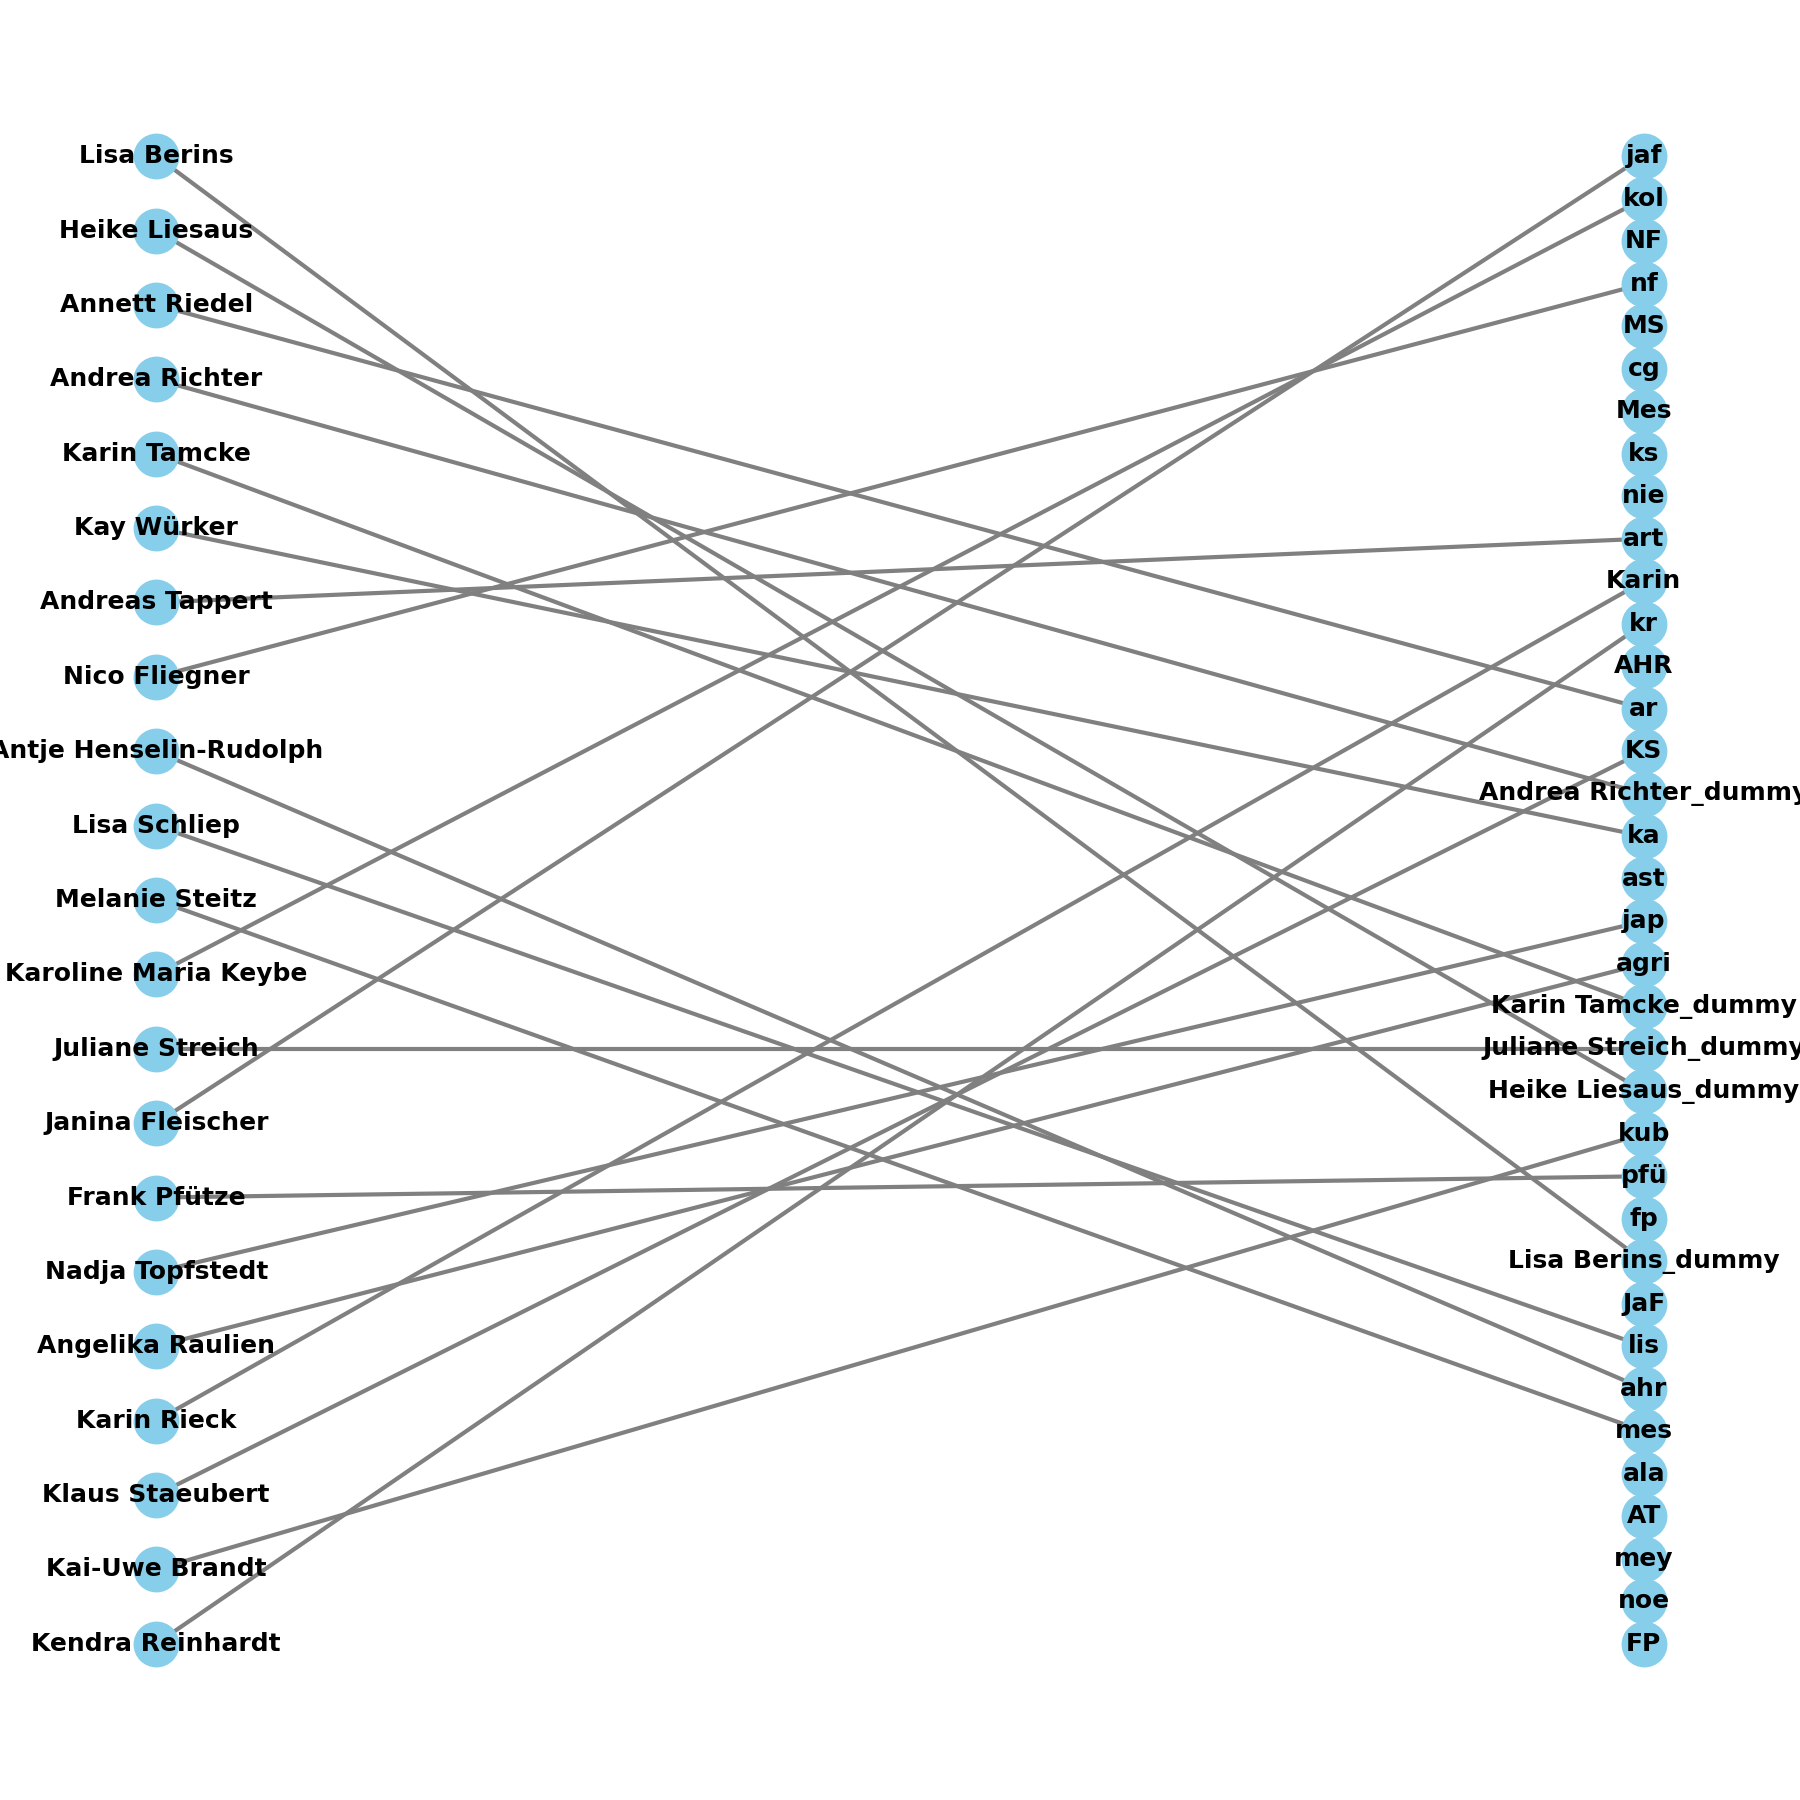 Lisa Berins
Heike Liesaus
Annett Riedel
Andrea Richter
Karin Tamcke
Kay Würker
Andreas Tappert
Nico Fliegner
Antje Henselin-Rudolph
Lisa Schliep
Melanie Steitz
Karoline Maria Keybe
Juliane Streich
Janina Fleischer
Frank Pfütze
Nadja Topfstedt
Angelika Raulien
Karin Rieck
Klaus Staeubert
Kai-Uwe Brandt
Kendra Reinhardt
jaf
kol
NF
nf
MS
cg
Mes
ks
nie
art
Karin
kr
AHR
ar
KS
Andrea Richter_dummy
ka
ast
jap
agri
Karin Tamcke_dummy
Juliane Streich_dummy
Heike Liesaus_dummy
kub
pfü
fp
Lisa Berins_dummy
JaF
lis
ahr
mes
ala
AT
mey
noe
FP